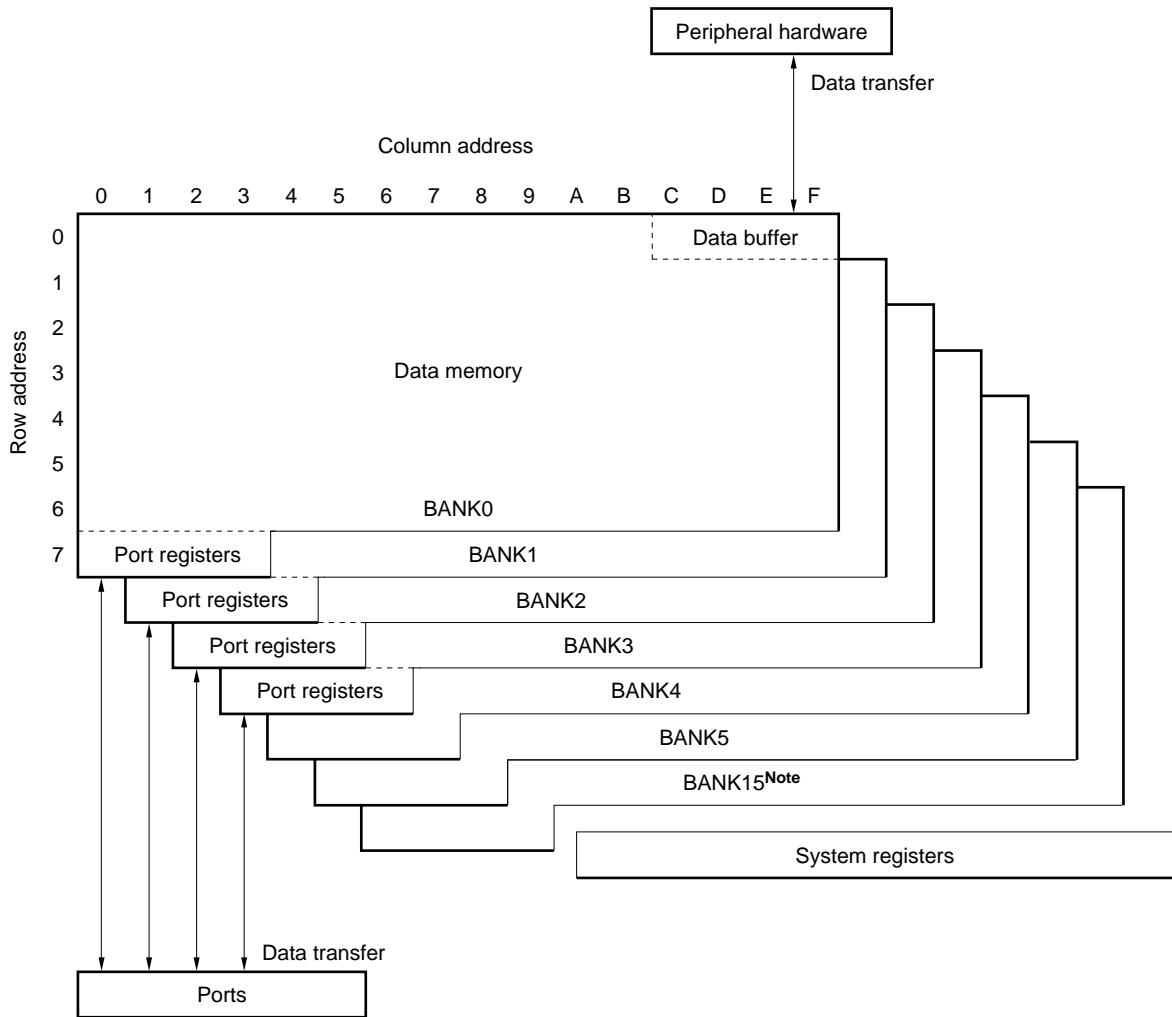 Peripheral hardware
Data transfer
Column address
0 1 2 3 4 5 6 7 8 9 A B C D E F
0
Data buffer
1
2
Row address
3
Data memory
4
5
6
BANK0
7
Port registers
BANK1
Port registers
BANK2
Port registers
BANK3
Port registers
BANK4
BANK5
BANK15Note
System registers
Data transfer
Ports